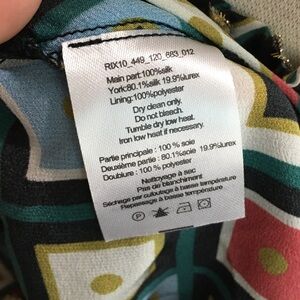 RIX10_449_120_683_012
Main part:100%silk
York:80.1%silk 19.9%lurex
Lining:100%polyester
Dry clean only.
Do not bleach.
Tumble dry low heat.
Iron low heat if necessary.
Partie principale : 100% soie
Deuxième partie : 80.1%soie 19.9%lurex
Doublure : 100% polyester
Nettoyage à sec
Pas de blanchiment
Séchage par culbutage à basse température
Repassage à basse température